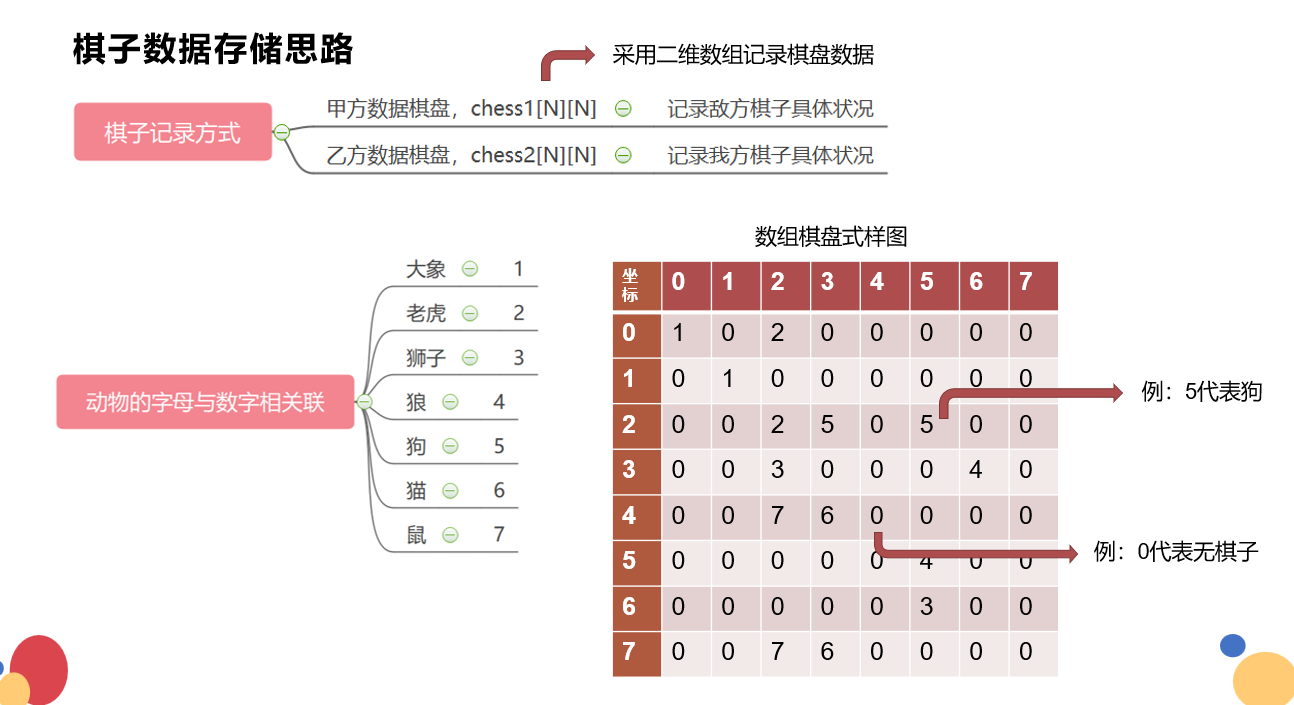 棋子数据存储思路
采用二维数组记录棋盘数据
棋子记录方式
甲方数据棋盘，chess1[N][N] 记录敌方棋子具体状况
乙方数据棋盘，chess2[N][N] 记录我方棋子具体状况
数组棋盘式样图
动物的字母与数字相关联
大象 1
老虎 2
狮子 3
狼 4
狗 5
猫 6
鼠 7
坐标 0 1 2 3 4 5 6 7
0 1 0 2 0 0 0 0 0
1 0 1 0 0 0 0 0 0
2 0 0 2 5 0 5 0 0
3 0 0 3 0 0 0 4 0
4 0 0 7 6 0 0 0 0
5 0 0 0 0 0 4 0 0
6 0 0 0 0 0 3 0 0
7 0 0 7 6 0 0 0 0
例：5代表狗
例：0代表无棋子